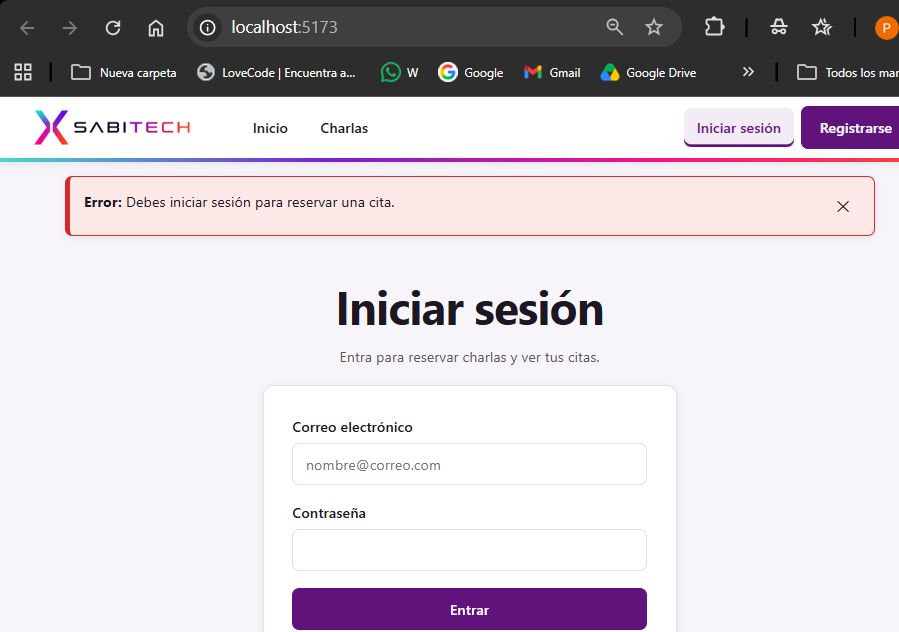 localhost:5173
P
Nueva carpeta
LoveCode | Encuentra a...
W
Google
Gmail
Google Drive
Todos los mar
SABITECH
Inicio
Charlas
Iniciar sesión
Registrarse
Error: Debes iniciar sesión para reservar una cita.
Iniciar sesión
Entra para reservar charlas y ver tus citas.
Correo electrónico
nombre@correo.com
Contraseña
Entrar